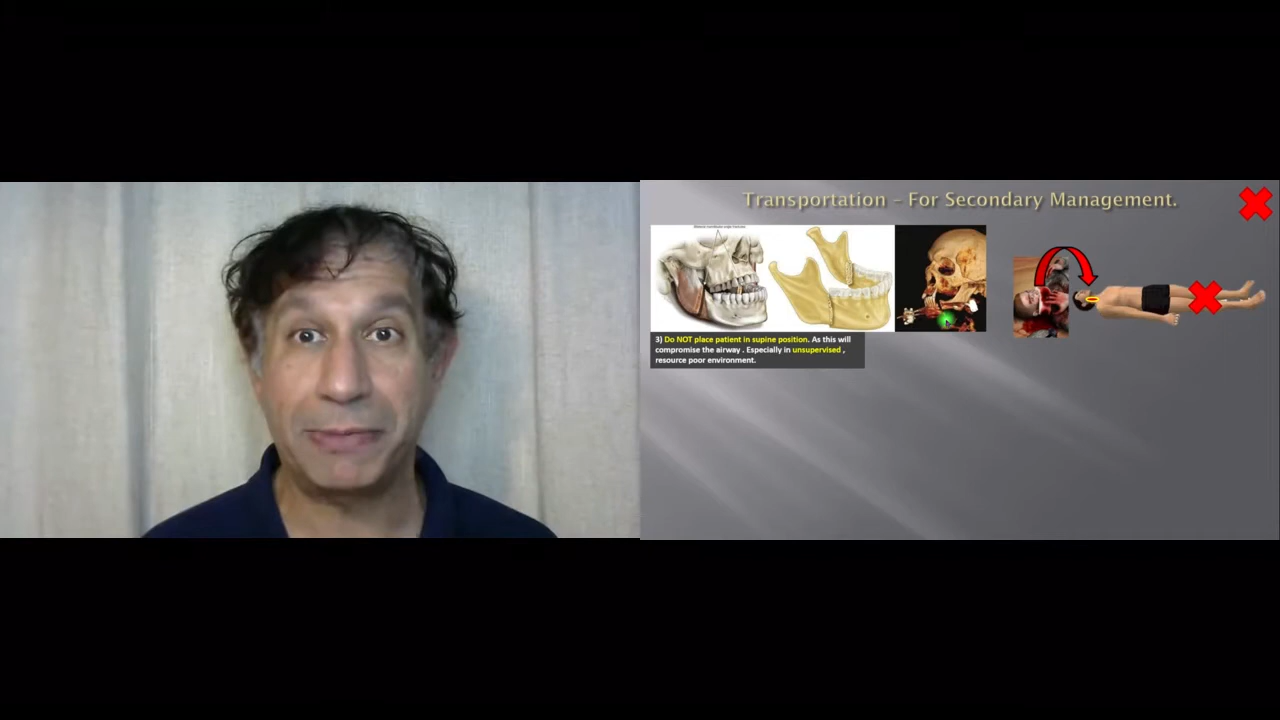 Transportation – For Secondary Management.
3) Do NOT place patient in supine position. As this will
compromise the airway . Especially in unsupervised ,
resource poor environment.